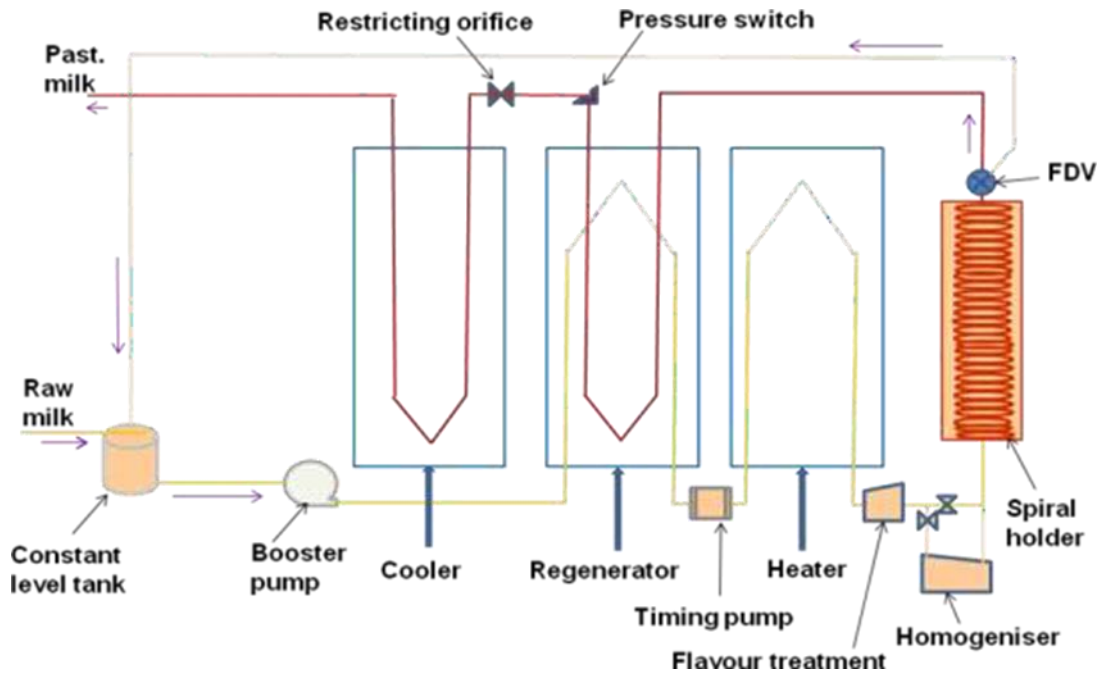 Restricting orifice
Pressure switch
Past.
milk
FDV
Raw
milk
Constant
level tank
Booster
pump
Cooler
Regenerator
Heater
Spiral
holder
Timing pump
Homogeniser
Flavour treatment